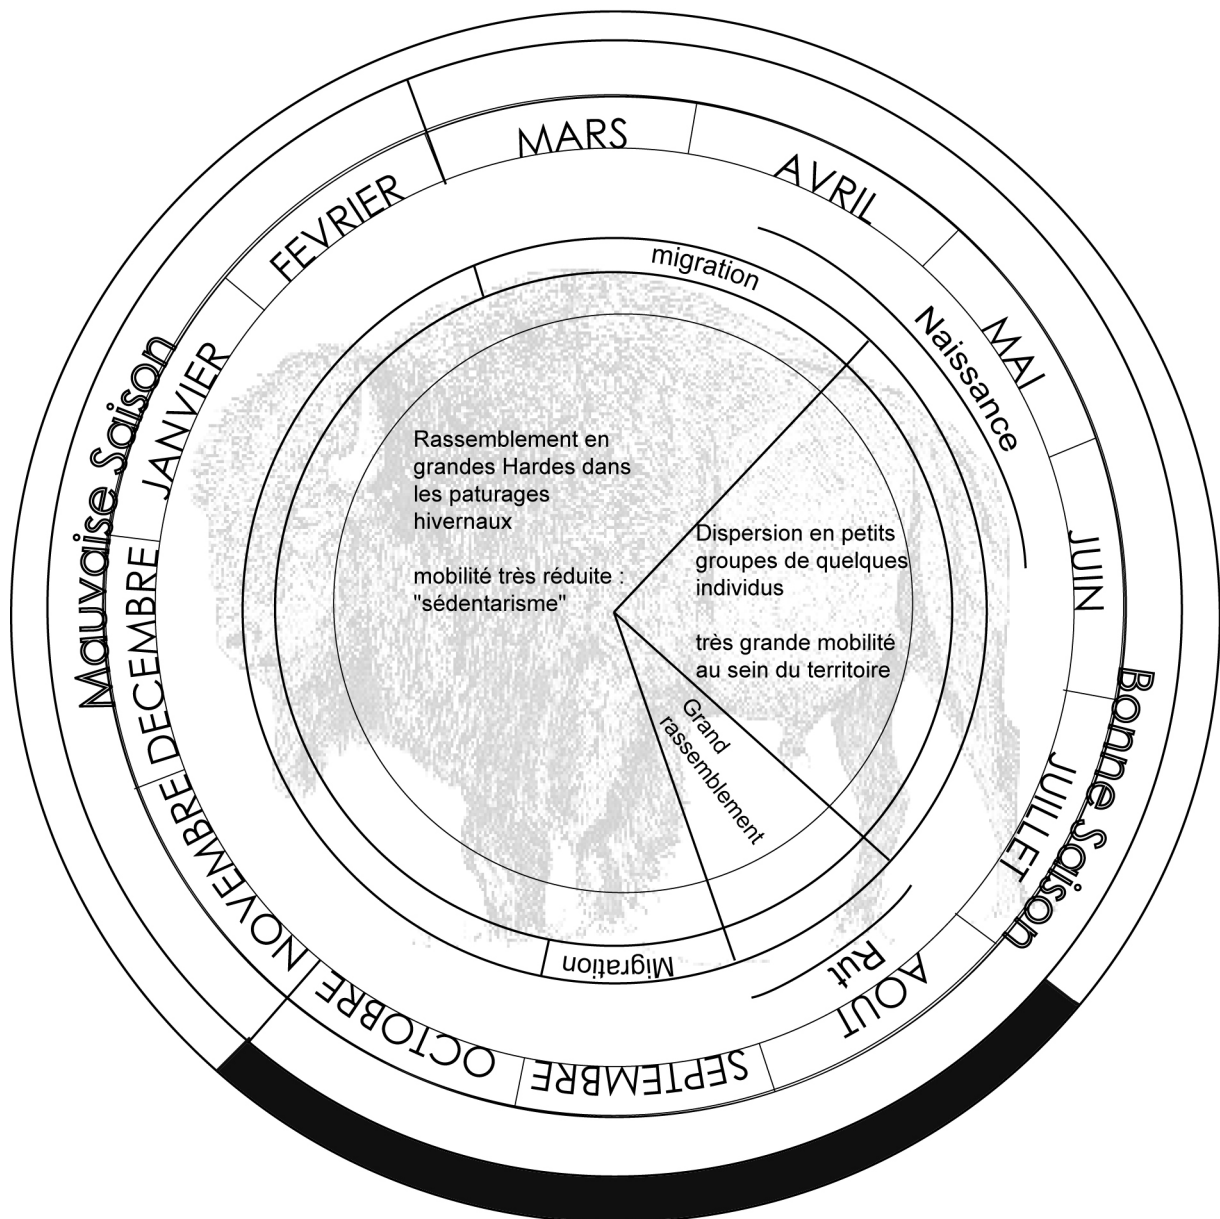 Mauvaise Saison
Bonne Saison
JANVIER
FEVRIER
MARS
AVRIL
MAI
JUIN
JUILLET
AOUT
SEPTEMBRE
OCTOBRE
NOVEMBRE
DECEMBRE
migration
Naissance
Rut
Migration
Rassemblement en
grandes Hardes dans
les paturages
hivernaux
mobilité très réduite :
"sédentarisme"
Dispersion en petits
groupes de quelques
individus
très grande mobilité
au sein du territoire
Grand
rassemblement